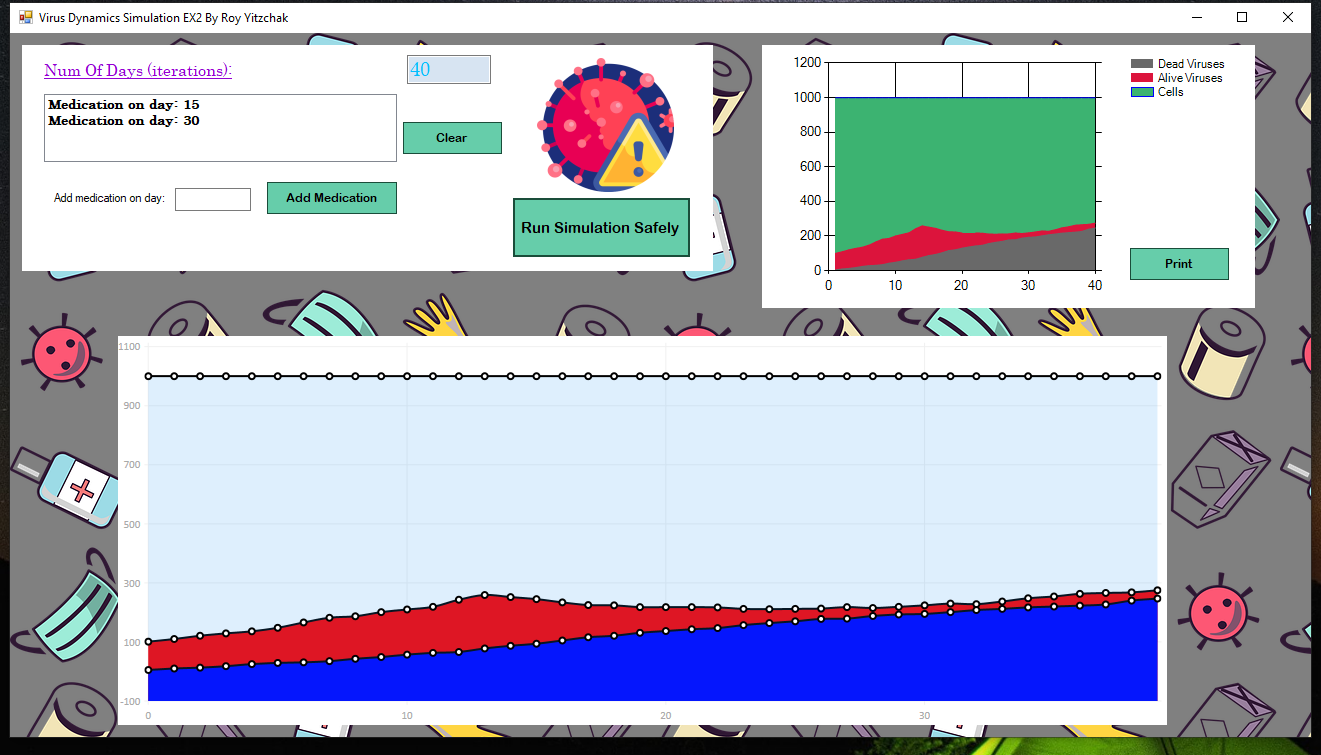 Virus Dynamics Simulation EX2 By Roy Yitzchak
Num Of Days (iterations):
40
Medication on day: 15
Medication on day: 30
Clear
Add medication on day:
Add Medication
Run Simulation Safely
1200
1000
800
600
400
200
0
0 10 20 30 40
Dead Viruses
Alive Viruses
Cells
Print
1100
900
700
500
300
100
-100
0 10 20 30